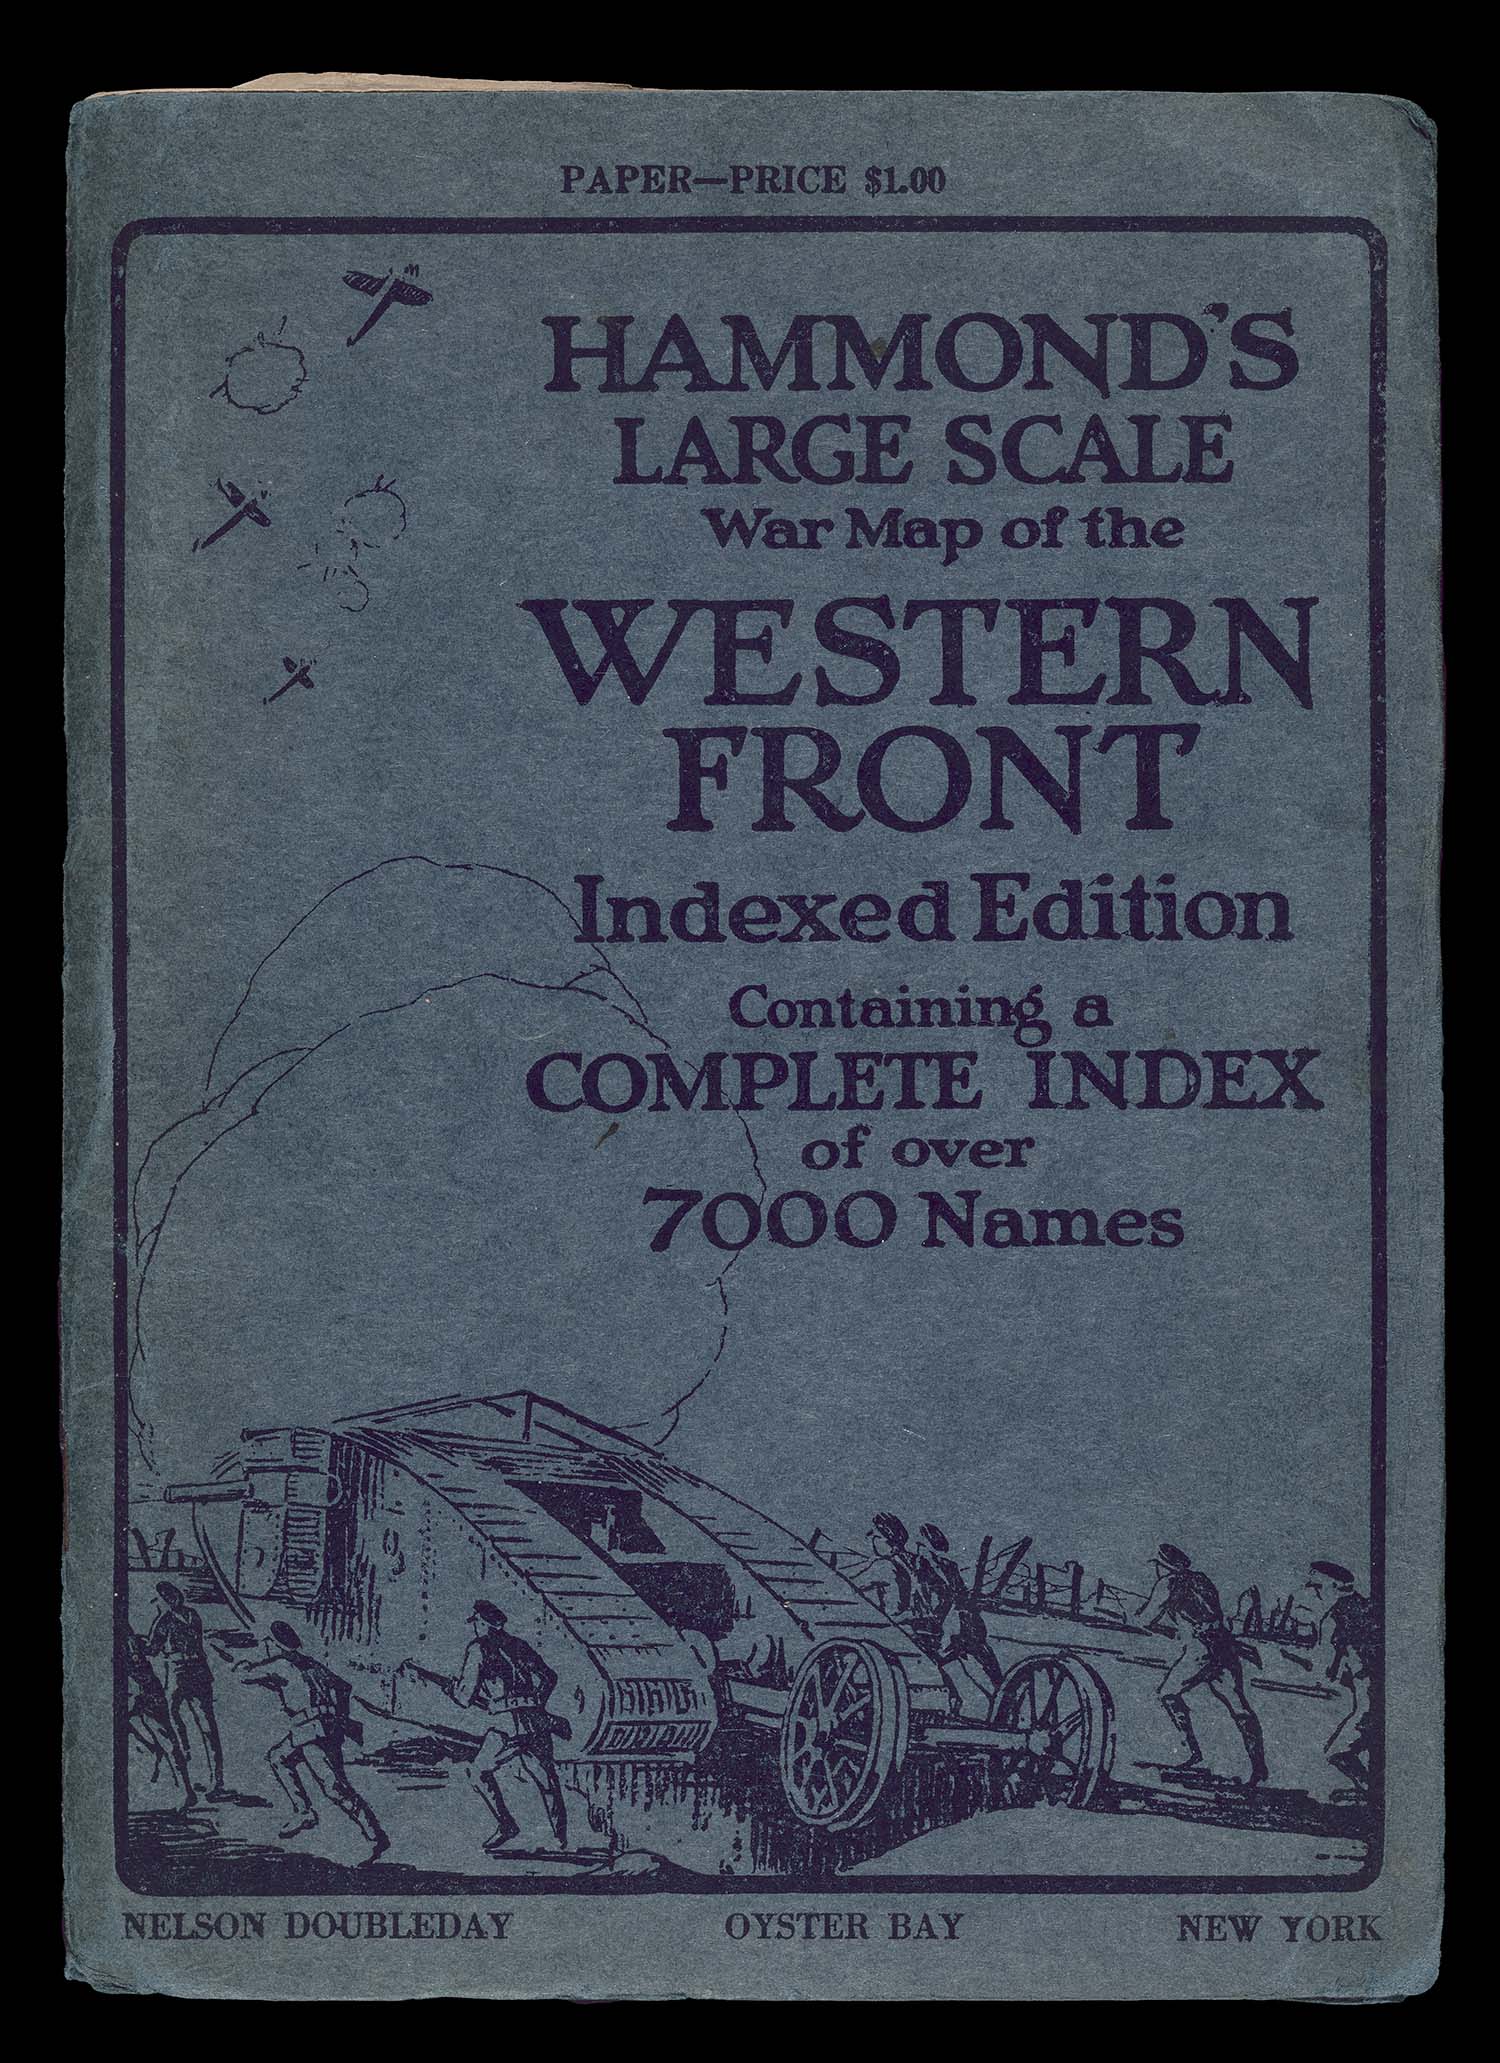 PAPER—PRICE $1.00
HAMMOND'S
LARGE SCALE
War Map of the
WESTERN
FRONT
Indexed Edition
Containing a
COMPLETE INDEX
of over
7000 Names
NELSON DOUBLEDAY OYSTER BAY NEW YORK